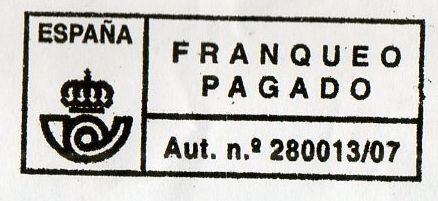 ESPAÑA
FRANQUEO
PAGADO
Aut. n.º 280013/07